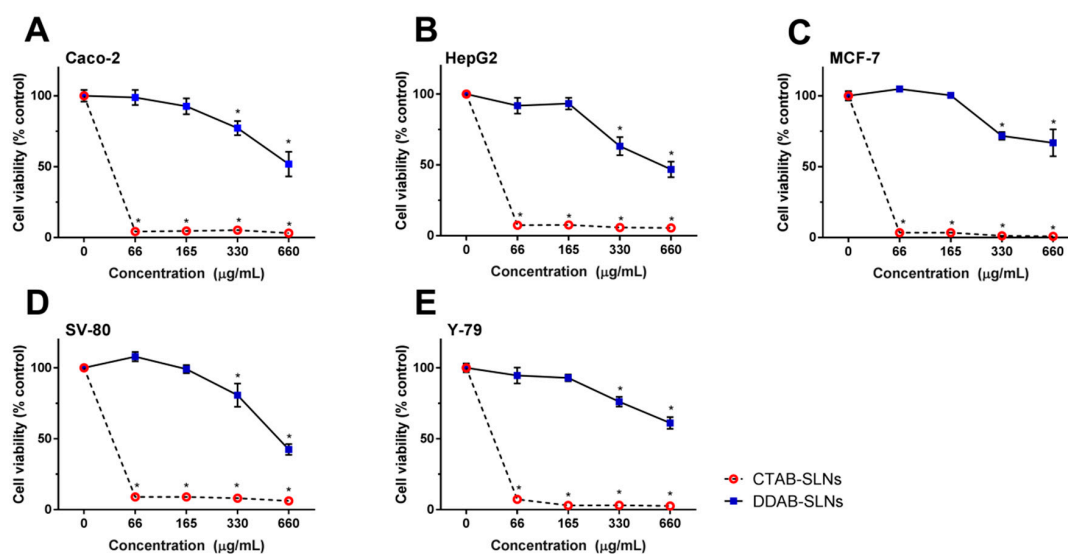 A
Caco-2
Cell viability (% control)
100
50
0
* * * * * *
0 66 165 330 660
Concentration (μg/mL)
B
HepG2
Cell viability (% control)
100
50
0
* * * * * *
0 66 165 330 660
Concentration (μg/mL)
C
MCF-7
Cell viability (% control)
100
50
0
* * * * * *
0 66 165 330 660
Concentration (μg/mL)
D
SV-80
Cell viability (% control)
100
50
0
* * * * * *
0 66 165 330 660
Concentration (μg/mL)
E
Y-79
Cell viability (% control)
100
50
0
* * * * * *
0 66 165 330 660
Concentration (μg/mL)
CTAB-SLNs
DDAB-SLNs